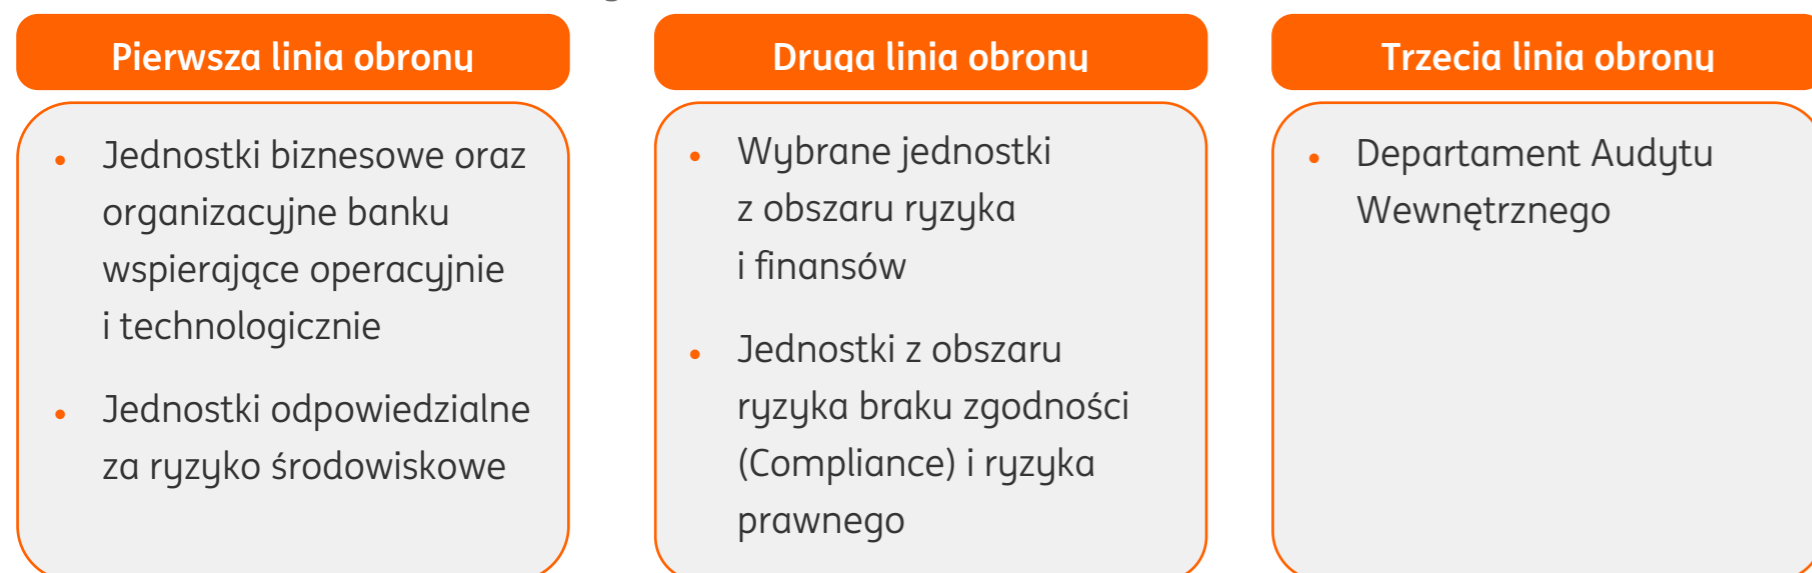 Pierwsza linia obrony
Jednostki biznesowe oraz
organizacyjne banku
wspierające operacyjnie
i technologicznie
Jednostki odpowiedzialne
za ryzyko środowiskowe
Druga linia obrony
Wybrane jednostki
z obszaru ryzyka
i finansów
Jednostki z obszaru
ryzyka braku zgodności
(Compliance) i ryzyka
prawnego
Trzecia linia obrony
Departament Audytu
Wewnętrznego